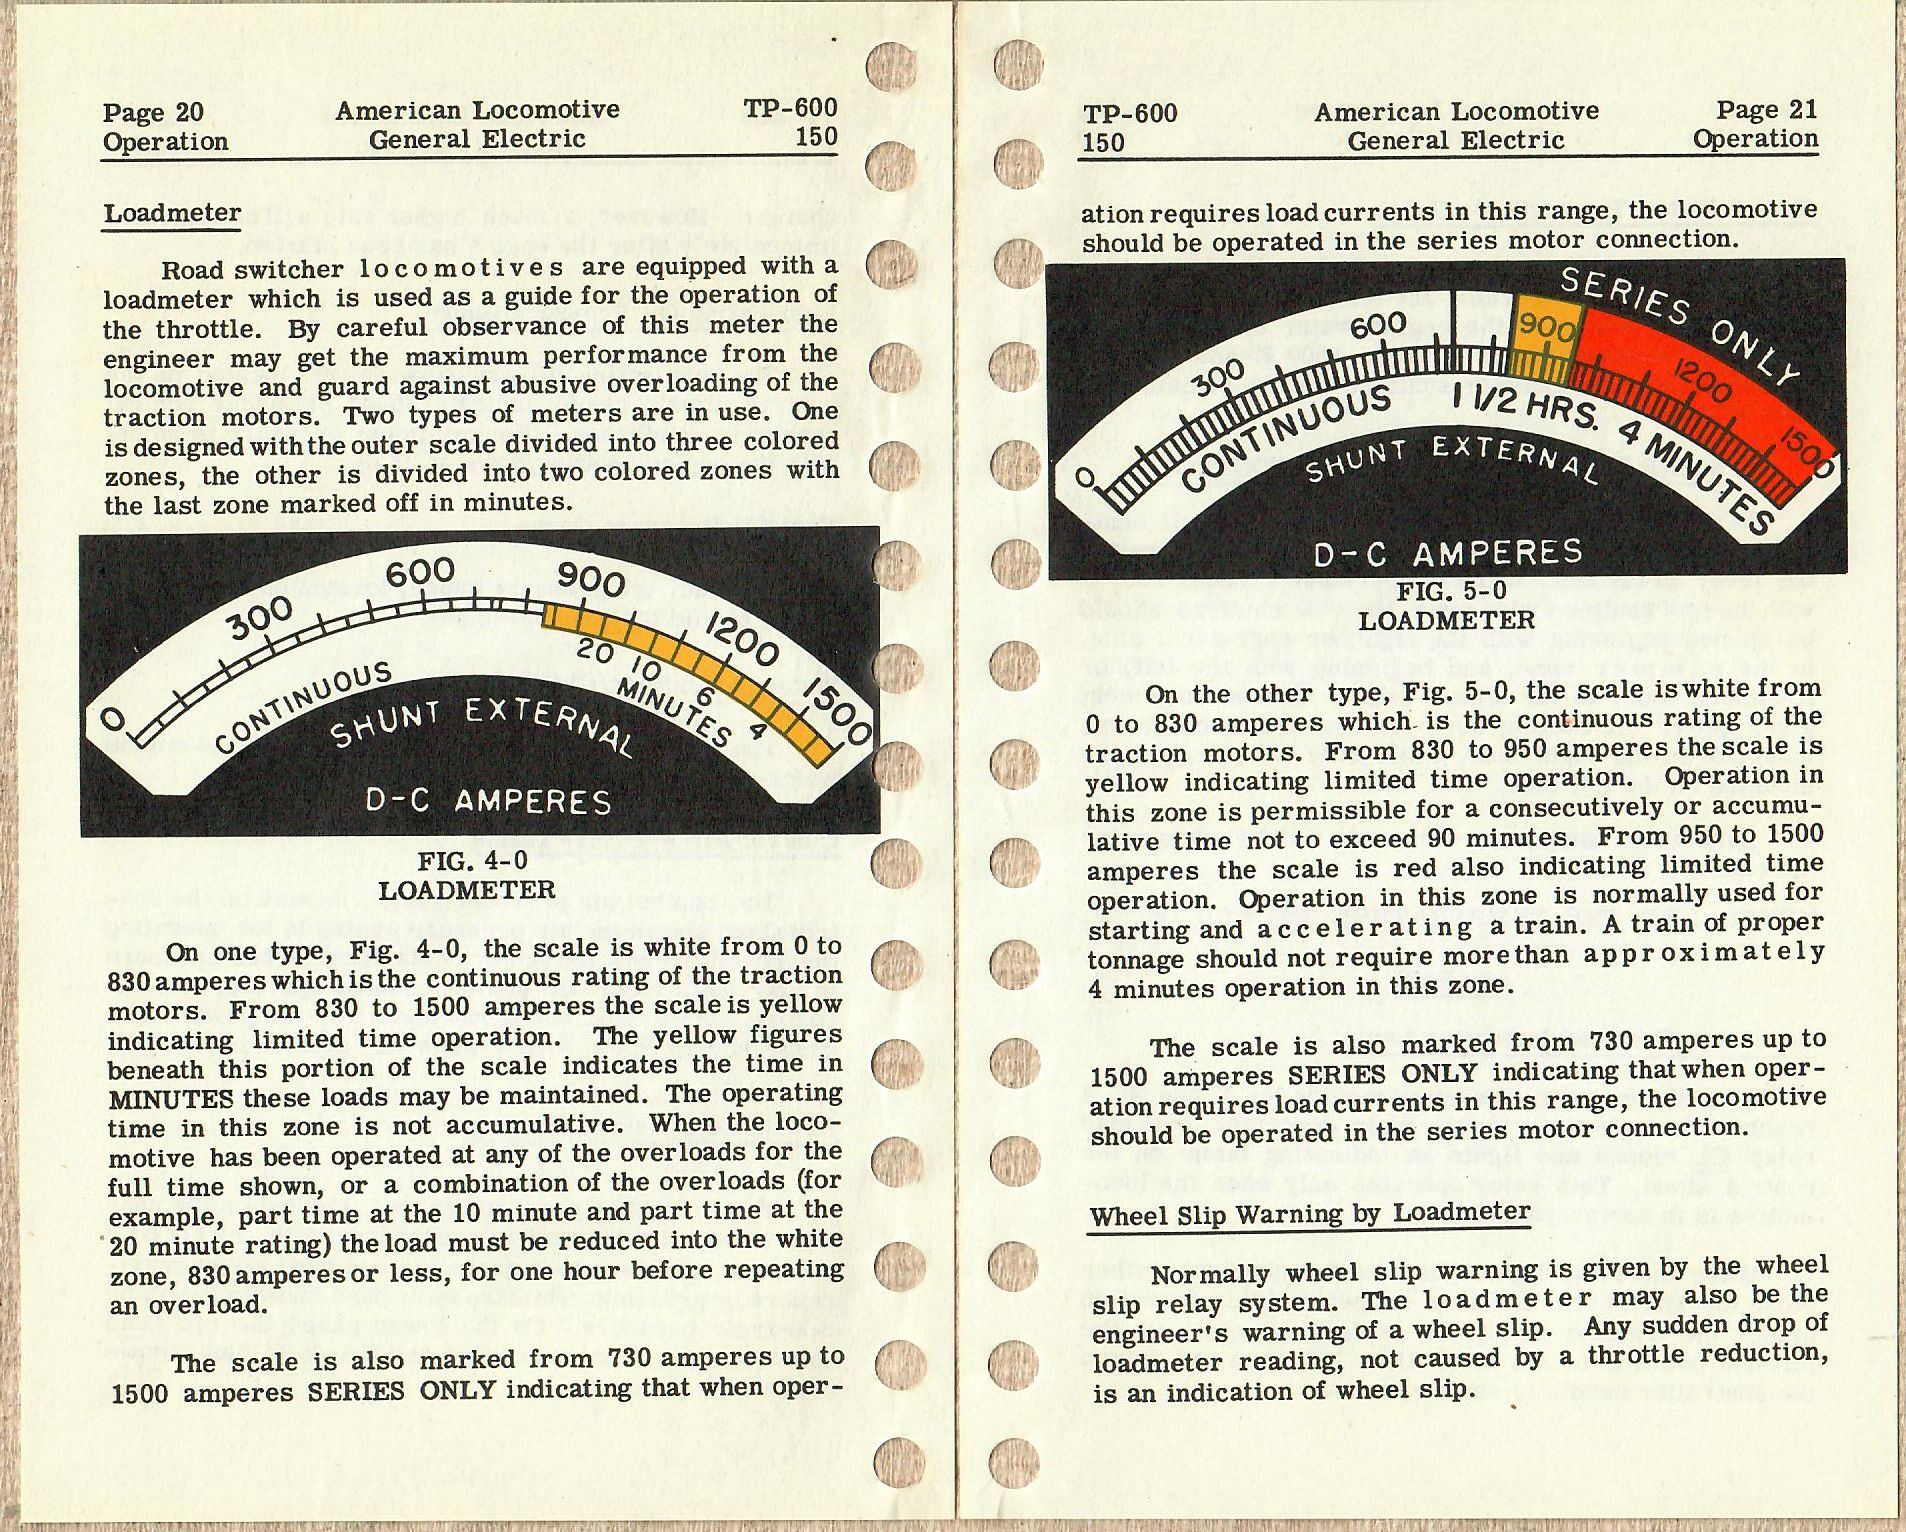 Page 20 American Locomotive TP-600
Operation General Electric 150
Loadmeter
Road switcher locomotives are equipped with a
loadmeter which is used as a guide for the operation of
the throttle. By careful observance of this meter the
engineer may get the maximum performance from the
locomotive and guard against abusive overloading of the
traction motors. Two types of meters are in use. One
is designed with the outer scale divided into three colored
zones, the other is divided into two colored zones with
the last zone marked off in minutes.
0 300 600 900 1200 1500
20 10 6 4
CONTINUOUS MINUTES
SHUNT EXTERNAL
D-C AMPERES
FIG. 4-0
LOADMETER
On one type, Fig. 4-0, the scale is white from 0 to
830 amperes which is the continuous rating of the traction
motors. From 830 to 1500 amperes the scale is yellow
indicating limited time operation. The yellow figures
beneath this portion of the scale indicates the time in
MINUTES these loads may be maintained. The operating
time in this zone is not accumulative. When the loco-
motive has been operated at any of the overloads for the
full time shown, or a combination of the overloads (for
example, part time at the 10 minute and part time at the
20 minute rating) the load must be reduced into the white
zone, 830 amperes or less, for one hour before repeating
an overload.
The scale is also marked from 730 amperes up to
1500 amperes SERIES ONLY indicating that when oper-
TP-600 American Locomotive Page 21
150 General Electric Operation
ation requires load currents in this range, the locomotive
should be operated in the series motor connection.
SERIES ONLY
0 300 600 900 1200 1500
CONTINUOUS 1 1/2 HRS. 4 MINUTES
SHUNT EXTERNAL
D-C AMPERES
FIG. 5-0
LOADMETER
On the other type, Fig. 5-0, the scale is white from
0 to 830 amperes which is the continuous rating of the
traction motors. From 830 to 950 amperes the scale is
yellow indicating limited time operation. Operation in
this zone is permissible for a consecutively or accumu-
lative time not to exceed 90 minutes. From 950 to 1500
amperes the scale is red also indicating limited time
operation. Operation in this zone is normally used for
starting and accelerating a train. A train of proper
tonnage should not require more than approximately
4 minutes operation in this zone.
The scale is also marked from 730 amperes up to
1500 amperes SERIES ONLY indicating that when oper-
ation requires load currents in this range, the locomotive
should be operated in the series motor connection.
Wheel Slip Warning by Loadmeter
Normally wheel slip warning is given by the wheel
slip relay system. The loadmeter may also be the
engineer's warning of a wheel slip. Any sudden drop of
loadmeter reading, not caused by a throttle reduction,
is an indication of wheel slip.